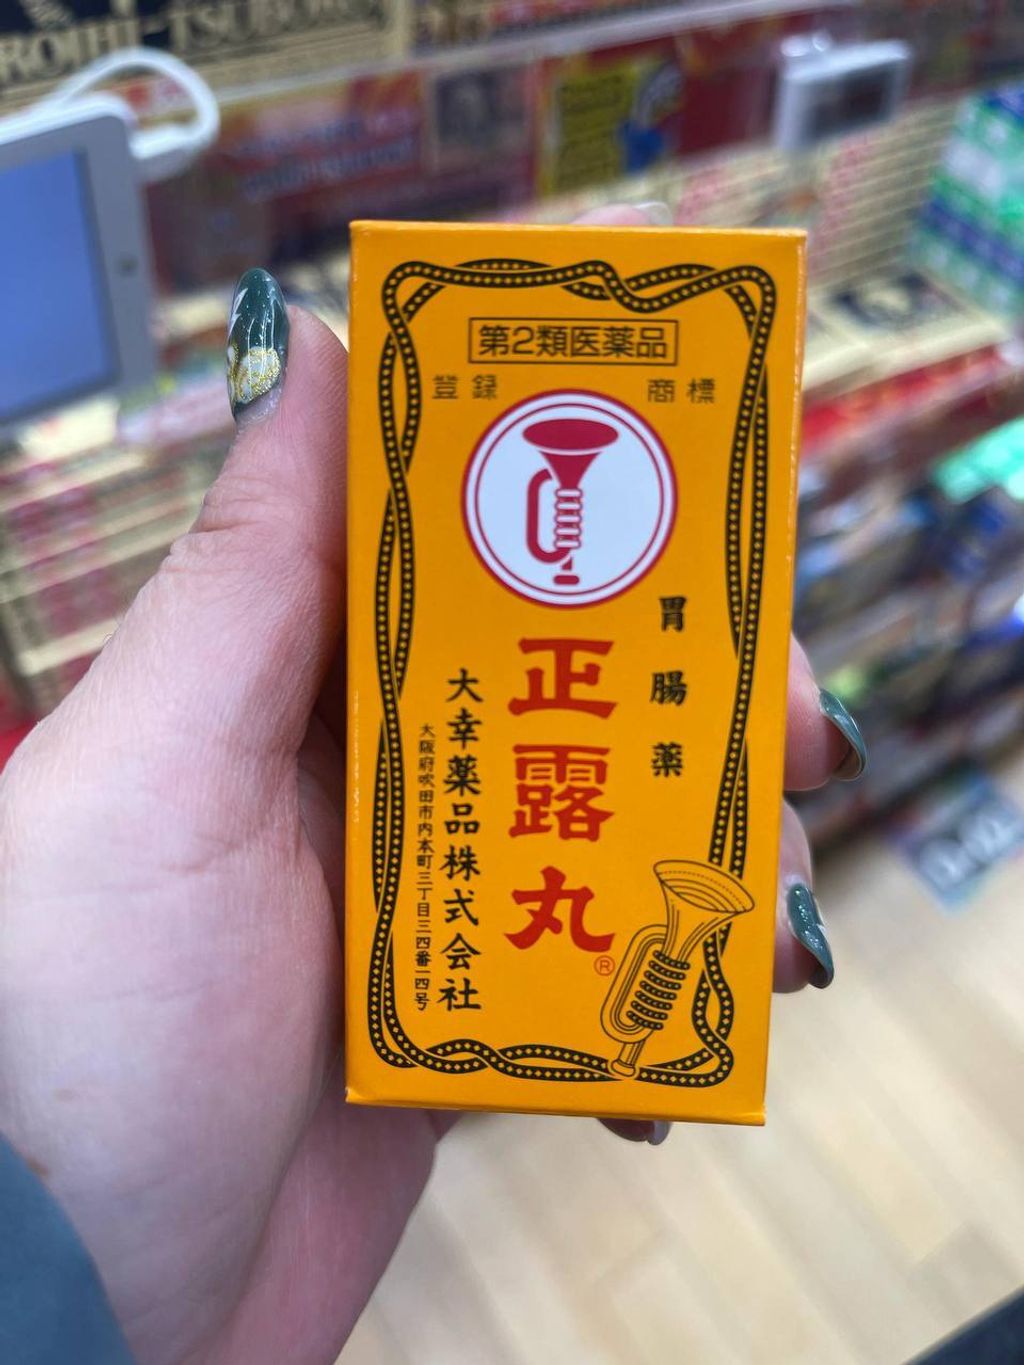 ROIHI-TSUBOKO
第2類医薬品
登録 商標
胃腸薬
正露丸
®
大幸薬品株式会社
大阪府吹田市内本町三丁目三四番一四号